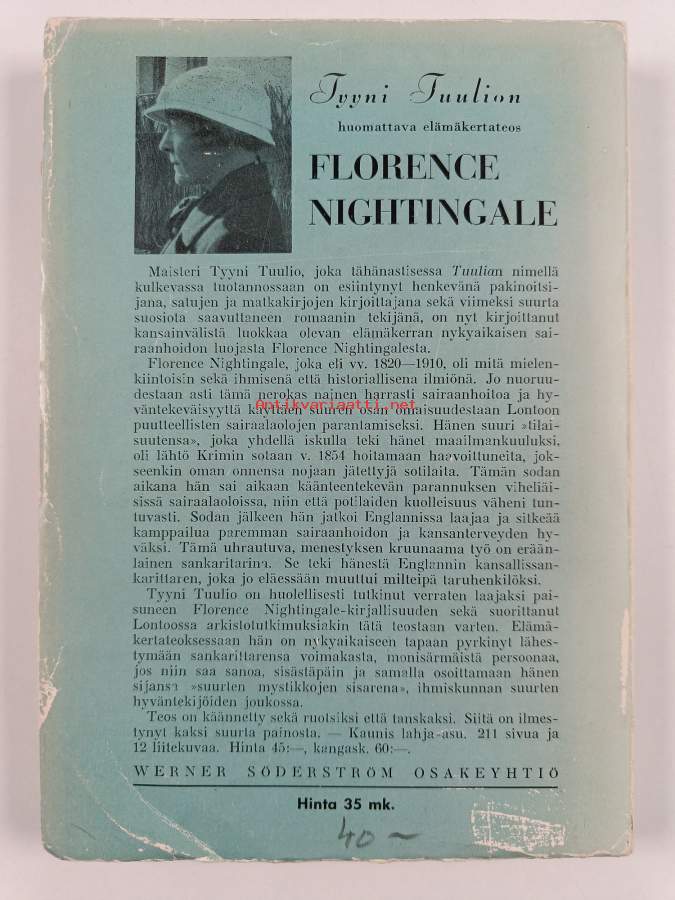 Tyyni Tuulion
huomattava elämäkertateos
FLORENCE
NIGHTINGALE
Maisteri Tyyni Tuulio, joka tähänastisessa Tuulian nimellä
kulkevassa tuotannossaan on esiintynyt henkevänä pakinoitsi-
jana, satujen ja matkakirjojen kirjoittajana sekä viimeksi suurta
suosiota saavuttaneen romaanin tekijänä, on nyt kirjoittanut
kansainvälistä luokkaa olevan elämäkerran nykyaikaisen sai-
raanhoidon luojasta Florence Nightingalesta.
Florence Nightingale, joka eli vv. 1820—1910, oli mitä mielen-
kiintoisin sekä ihmisenä että historiallisena ilmiönä. Jo nuoruu-
destaan asti tämä nerokas nainen harrasti sairaanhoitoa ja hy-
väntekeväisyyttä käyttäen suuren osan omaisuudestaan Lontoon
Antikvariaatti.net
puutteellisten sairaalaolojen parantamiseksi. Hänen suuri »tilai-
suutensa», joka yhdellä iskulla teki hänet maailmankuuluksi,
oli lähtö Krimin sotaan v. 1854 hoitamaan haavoittuneita, jok-
seenkin oman onnensa nojaan jätettyjä sotilaita. Tämän sodan
aikana hän sai aikaan käänteentekevän parannuksen viheliäi-
sissä sairaalaoloissa, niin että potilaiden kuolleisuus väheni tun-
tuvasti. Sodan jälkeen hän jatkoi Englannissa laajaa ja sitkeää
kamppailua paremman sairaanhoidon ja kansanterveyden hy-
väksi. Tämä uhrautuva, menestyksen kruunaama työ on erään-
lainen sankaritarina. Se teki hänestä Englannin kansallissan-
karittaren, joka jo eläessään muuttui milteipä taruhenkilöksi.
Tyyni Tuulio on huolellisesti tutkinut verraten laajaksi pai-
suneen Florence Nightingale-kirjallisuuden sekä suorittanut
Lontoossa arkistotutkimuksiakin tätä teostaan varten. Elämä-
kertateoksessaan hän on nykyaikaiseen tapaan pyrkinyt lähes-
tymään sankarittarensa voimakasta, monisärmäistä persoonaa,
jos niin saa sanoa, sisästäpäin ja samalla osoittamaan hänen
sijansa »suurten mystikkojen sisarena», ihmiskunnan suurten
hyväntekijöiden joukossa.
Teos on käännetty sekä ruotsiksi että tanskaksi. Siitä on ilmes-
tynyt kaksi suurta painosta. — Kaunis lahja-asu. 211 sivua ja
12 liitekuvaa. Hinta 45:—, kangask. 60:—.
WERNER SÖDERSTRÖM OSAKEYHTIÖ
Hinta 35 mk.
40 —